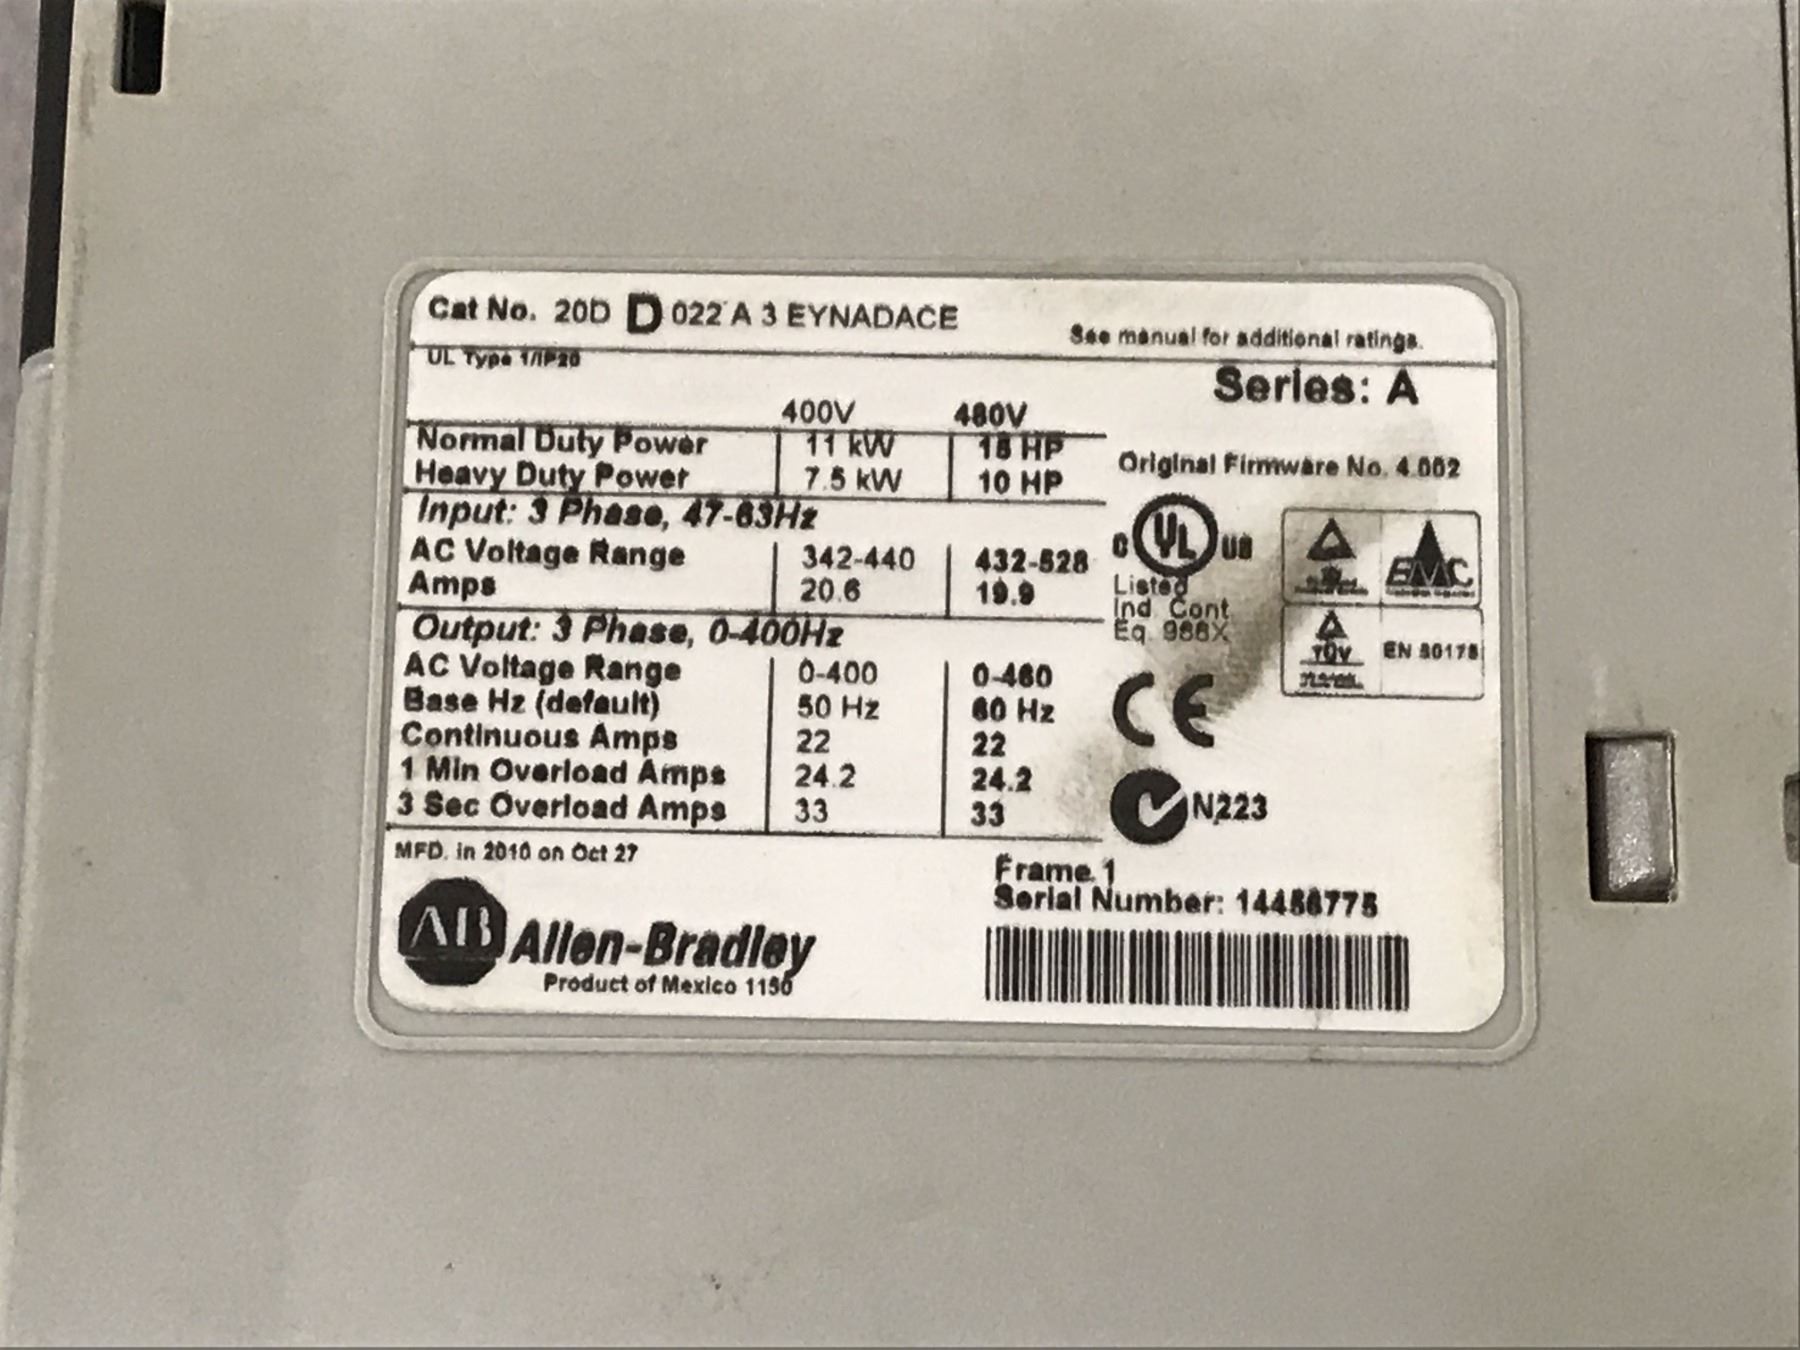 Cat No. 20D D 022 A 3 EYNADACE
See manual for additional ratings.
UL Type 1/IP20
Series: A
400V 480V
Normal Duty Power 11 kW 15 HP
Heavy Duty Power 7.5 kW 10 HP
Original Firmware No. 4.002
Input: 3 Phase, 47-63Hz
AC Voltage Range 342-440 432-528
Amps 20.6 19.9
C UL US
Listed
Ind Cont
Eq 966X
EMC
TÜV
EN 50178
Output: 3 Phase, 0-400Hz
AC Voltage Range 0-400 0-460
Base Hz (default) 50 Hz 60 Hz
Continuous Amps 22 22
1 Min Overload Amps 24.2 24.2
3 Sec Overload Amps 33 33
CE
N223
MFD. in 2010 on Oct 27
Frame 1
Serial Number:
AB Allen-Bradley
Product of Mexico